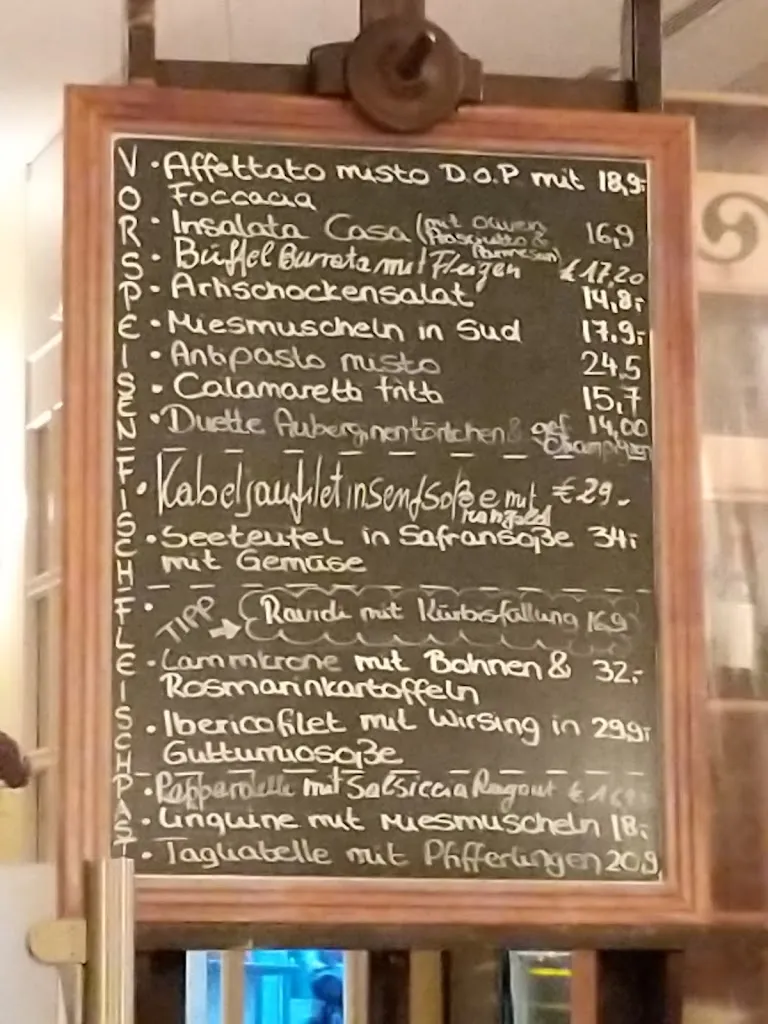 VORSPEISEN
• Affettato misto D.O.P mit 18,9-
Foccacia
• Insalata Casa (mit Oliven, 16,9
Prosciutto &
Parmesan)
• Büffel Burrata mit Feigen €17,20
• Artischockensalat 14,8-
• Miesmuscheln in Sud 17.9-
• Antipasto misto 24,5
• Calamaretti fritti 15,7
• Duette Auberginentörtchen & gef. 14,00
Champignon
FISCH
• Kabeljaufilet in Senfsoße mit €29.-
Mangold
• Seeteufel in Safransoße 34-
mit Gemüse
FLEISCH
• TIPP → Ravioli mit Kürbisfüllung 16,9
• Lammkrone mit Bohnen & 32,-
Rosmarinkartoffeln
• Ibericofilet mit Wirsing in 29,9-
Gutturniosoße
PAST
• Pappardelle mit Salsiccia Ragout
• Linguine mit Miesmuscheln 18,-
• Tagliatelle mit Pfifferlingen 20,9